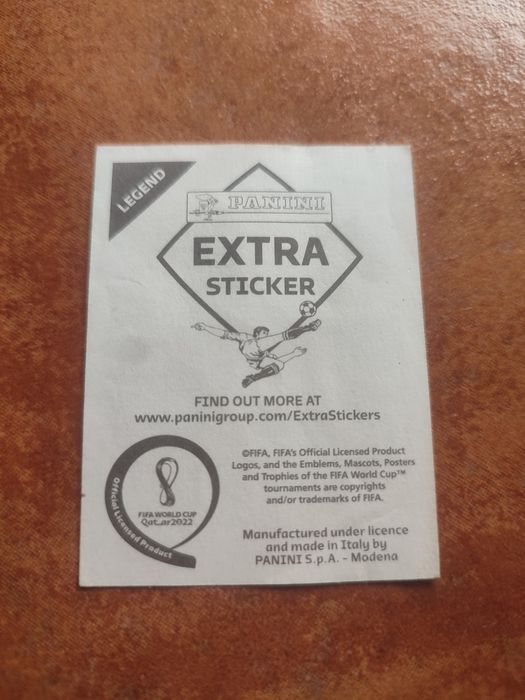 LEGEND
PANINI
EXTRA
STICKER
FIND OUT MORE AT
www.paninigroup.com/ExtraStickers
©FIFA, FIFA's Official Licensed Product
Logos, and the Emblems, Mascots, Posters
and Trophies of the FIFA World Cup™
tournaments are copyrights
and/or trademarks of FIFA.
FIFA WORLD CUP
Qatar2022
Official Licensed Product
Manufactured under licence
and made in Italy by
PANINI S.p.A. - Modena